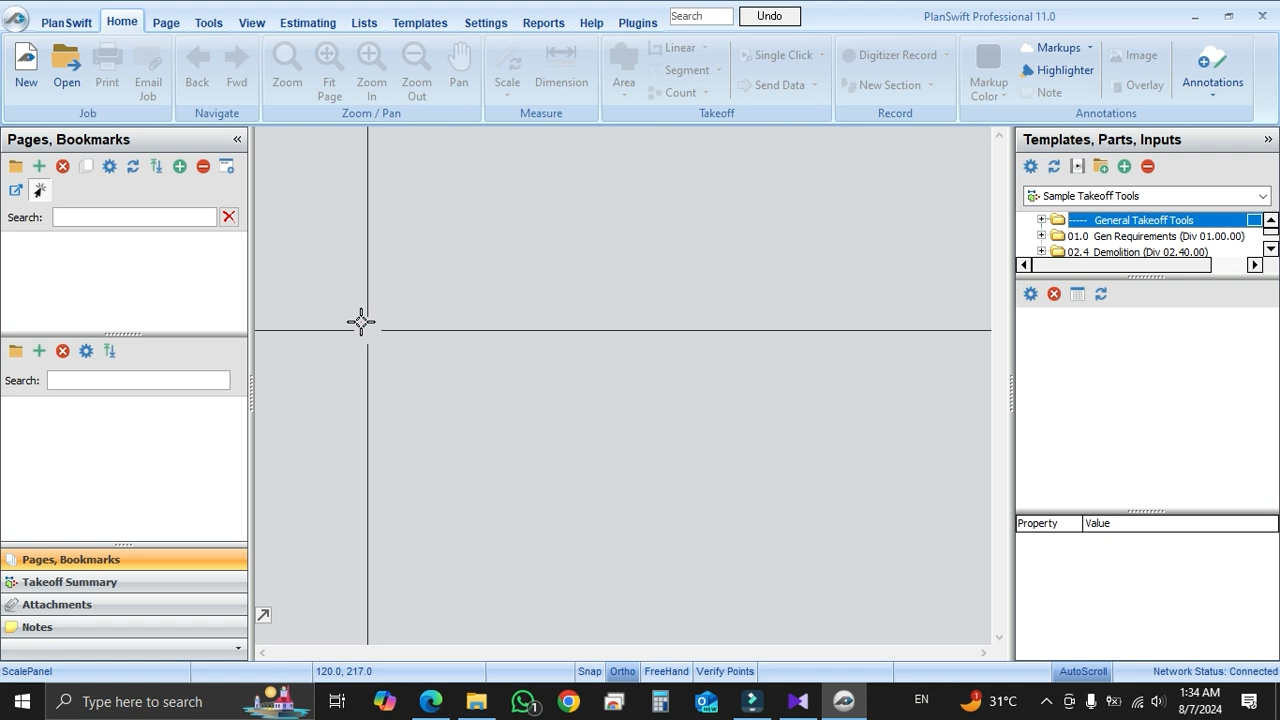 PlanSwift Home Page Tools View Estimating Lists Templates Settings Reports Help Plugins Search Undo PlanSwift Professional 11.0
New Open Print Email Job
Back Fwd
Zoom Fit Page Zoom In Zoom Out Pan
Scale Dimension
Area Linear Segment Count Single Click Send Data
Digitizer Record New Section
Markup Color Markups Highlighter Note Image Overlay Annotations
Job Navigate Zoom / Pan Measure Takeoff Record Annotations
Pages, Bookmarks
Search:
Search:
Pages, Bookmarks
Takeoff Summary
Attachments
Notes
Templates, Parts, Inputs
Sample Takeoff Tools
----- General Takeoff Tools
01.0 Gen Requirements (Div 01.00.00)
02.4 Demolition (Div 02.40.00)
Property Value
ScalePanel 120.0, 217.0 Snap Ortho FreeHand Verify Points AutoScroll Network Status: Connected
Type here to search 1 EN 1 31°C 1:34 AM
8/7/2024